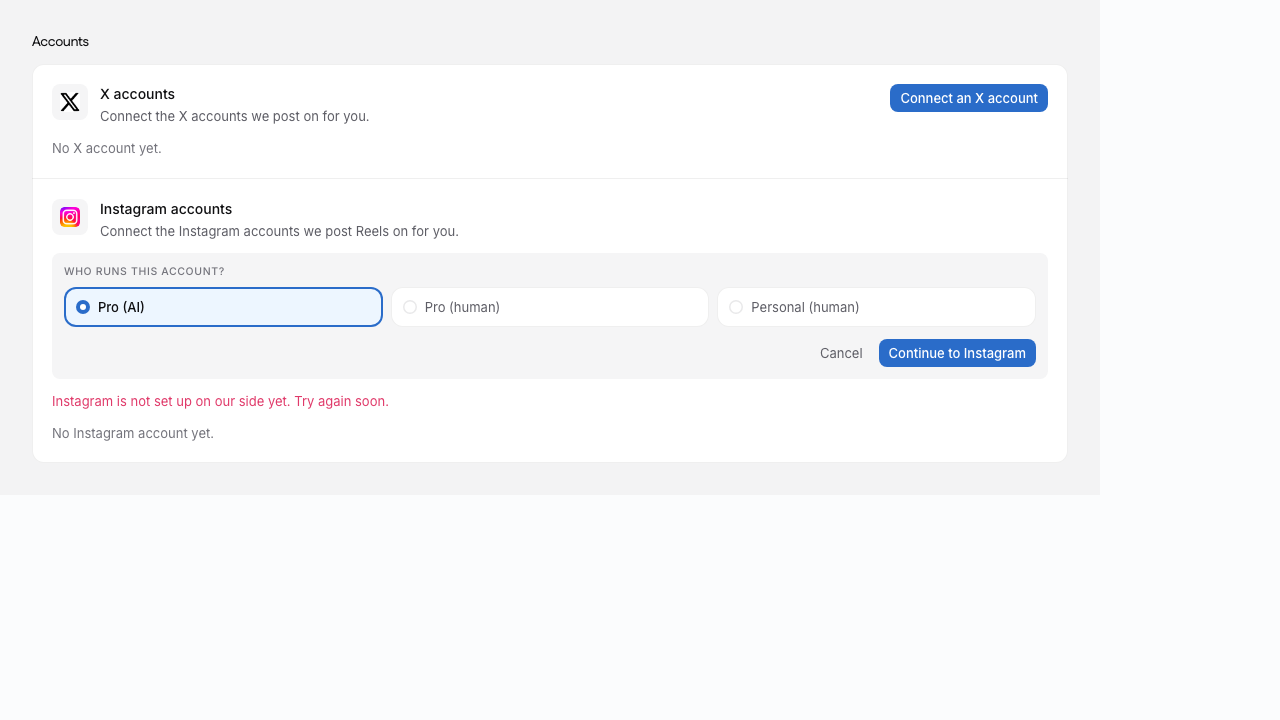 Accounts
X accounts
Connect the X accounts we post on for you.
Connect an X account
No X account yet.
Instagram accounts
Connect the Instagram accounts we post Reels on for you.
WHO RUNS THIS ACCOUNT?
Pro (AI)
Pro (human)
Personal (human)
Cancel
Continue to Instagram
Instagram is not set up on our side yet. Try again soon.
No Instagram account yet.